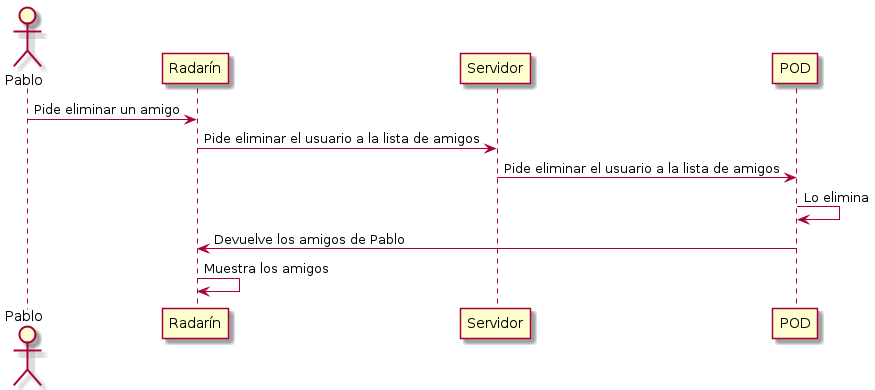 Pablo
Radarín
Servidor
POD
Pide eliminar un amigo
Pide eliminar el usuario a la lista de amigos
Pide eliminar el usuario a la lista de amigos
Lo elimina
Devuelve los amigos de Pablo
Muestra los amigos
Pablo
Radarín
Servidor
POD